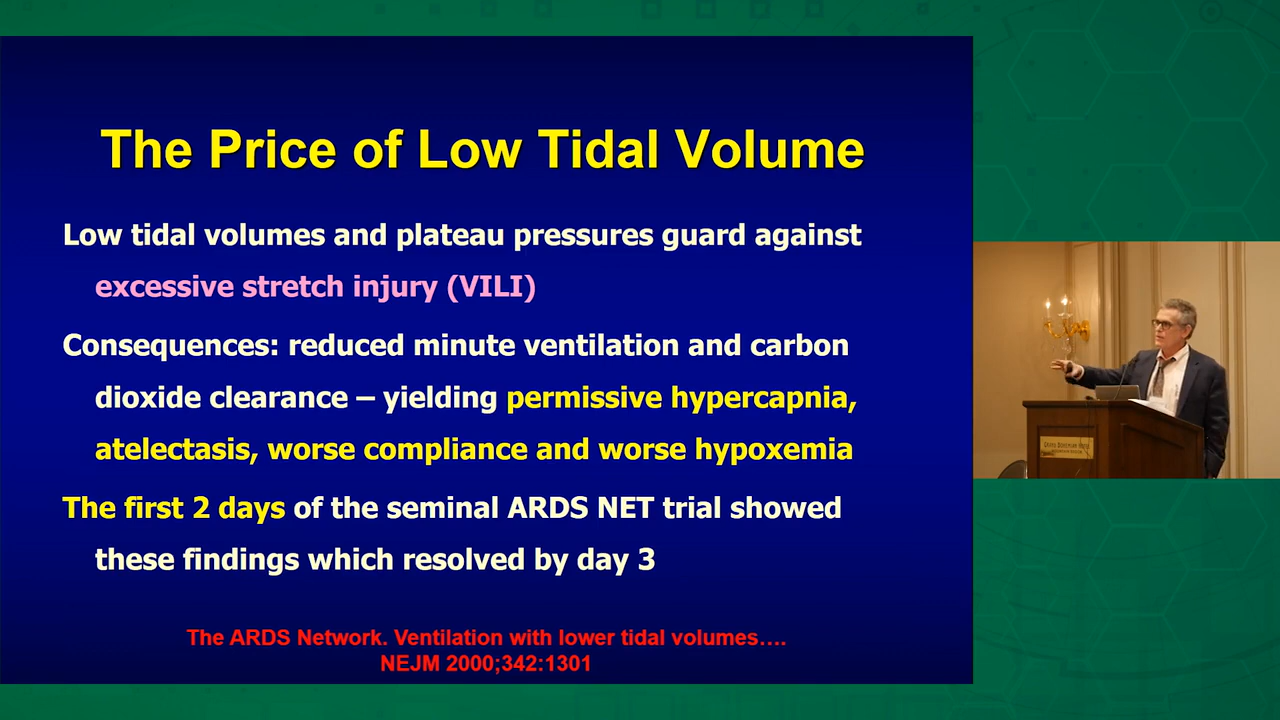 The Price of Low Tidal Volume
Low tidal volumes and plateau pressures guard against
excessive stretch injury (VILI)
Consequences: reduced minute ventilation and carbon
dioxide clearance – yielding permissive hypercapnia,
atelectasis, worse compliance and worse hypoxemia
The first 2 days of the seminal ARDS NET trial showed
these findings which resolved by day 3
The ARDS Network. Ventilation with lower tidal volumes….
NEJM 2000;342:1301